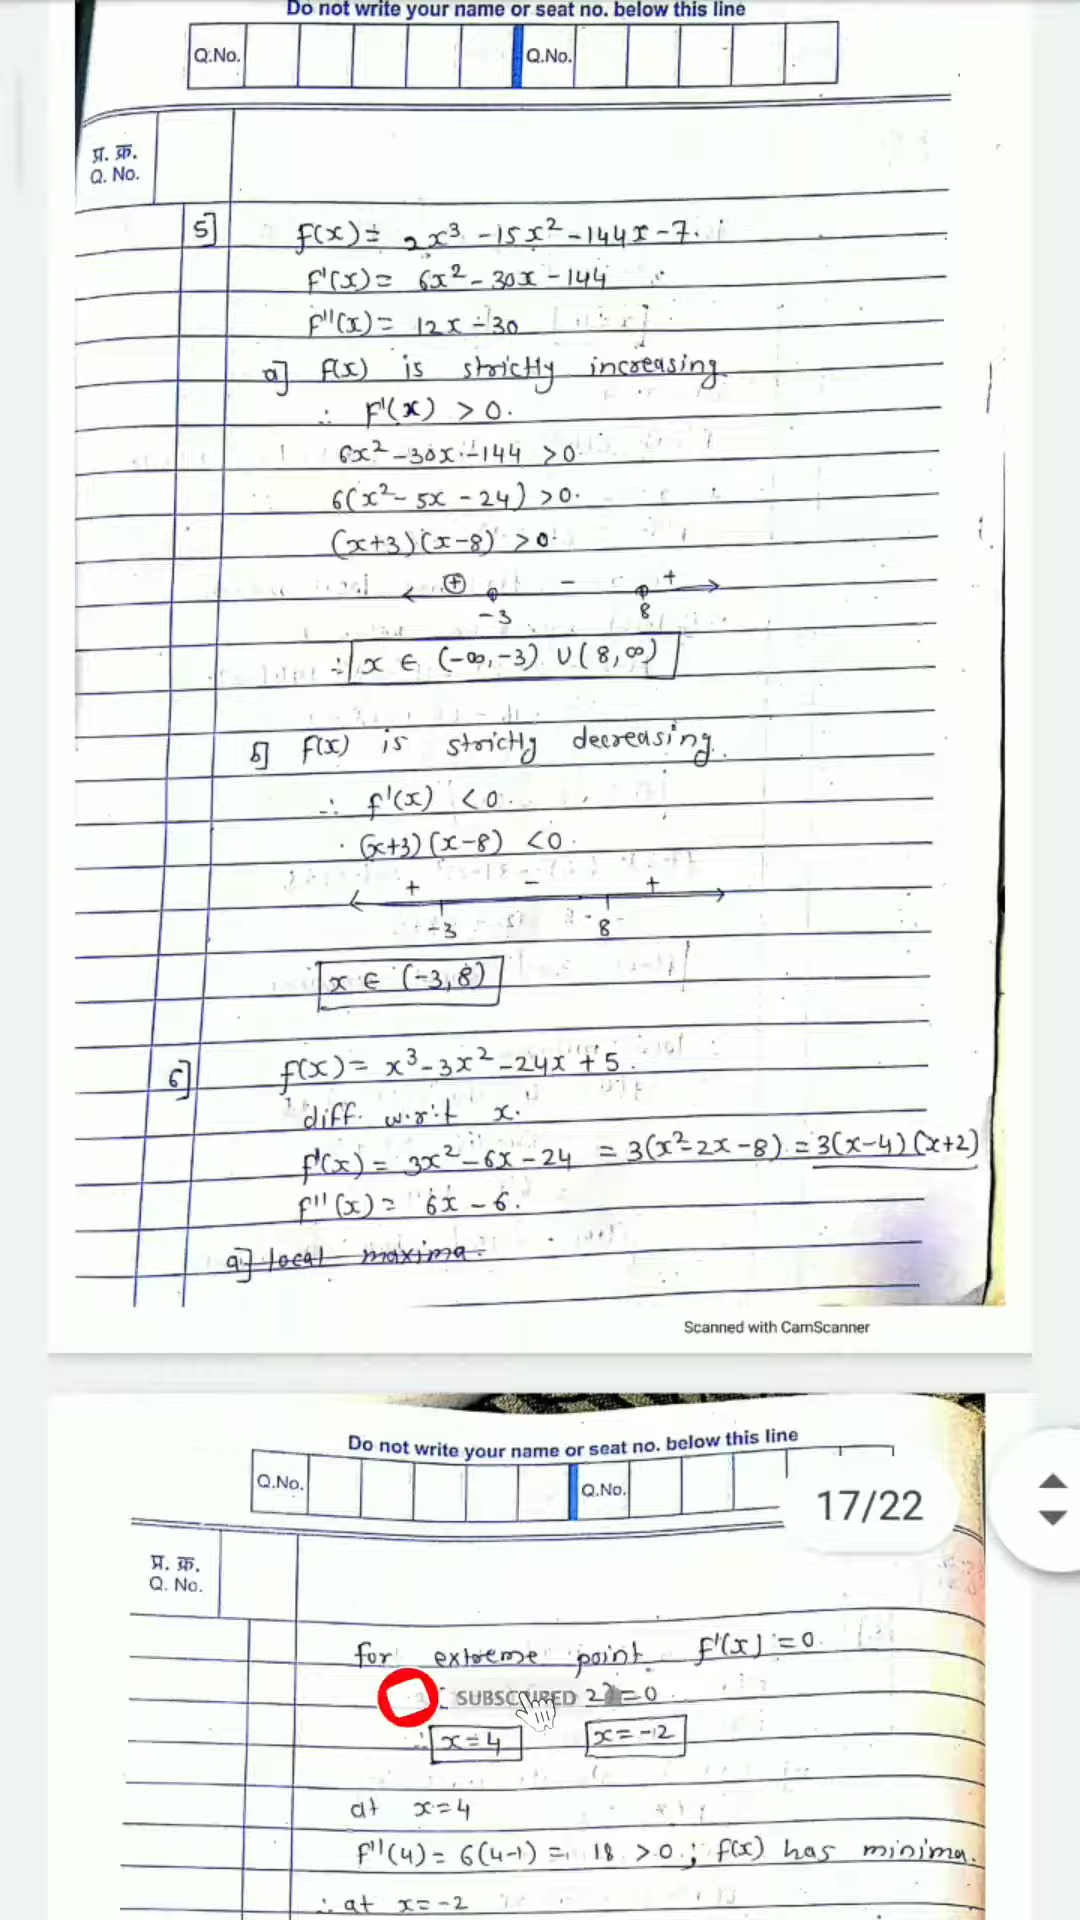 Do not write your name or seat no. below this line
Q.No. Q.No.
प्र. क्र.
Q. No.
5] f(x) = 2x³ - 15x² - 144x - 7.
f'(x) = 6x² - 30x - 144
f''(x) = 12x - 30
a] f(x) is strictly increasing.
∴ f'(x) > 0.
6x² - 30x - 144 > 0
6(x² - 5x - 24) > 0.
(x+3)(x-8) > 0
+ - +
-3 8
∴ x ∈ (-∞, -3) ∪ (8, ∞)
b] f(x) is strictly decreasing.
∴ f'(x) < 0.
(x+3)(x-8) < 0.
+ - +
-3 8
x ∈ (-3, 8)
6] f(x) = x³ - 3x² - 24x + 5.
diff. w.r.t x.
f'(x) = 3x² - 6x - 24 = 3(x² - 2x - 8) = 3(x-4)(x+2)
f''(x) = 6x - 6.
a] local maxima.
Scanned with CamScanner
Do not write your name or seat no. below this line
Q.No. Q.No.
17/22
प्र. क्र.
Q. No.
for extreme point f'(x) = 0.
SUBSCRIBED 2) = 0
∴ x = 4 x = -12
at x = 4
f''(4) = 6(4-1) = 18 > 0; f(x) has minima.
∴ at x = -2